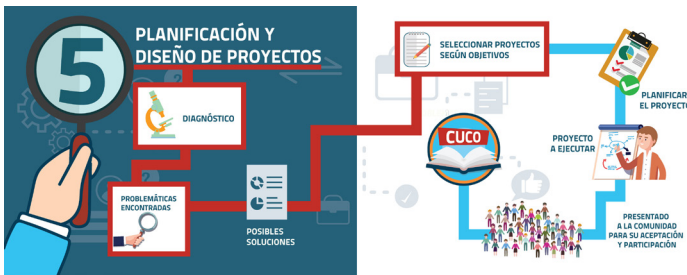 5
PLANIFICACIÓN Y
DISEÑO DE PROYECTOS
DIAGNÓSTICO
PROBLEMÁTICAS
ENCONTRADAS
POSIBLES
SOLUCIONES
SELECCIONAR PROYECTOS
SEGÚN OBJETIVOS
PLANIFICAR
EL PROYECTO
PROYECTO
A EJECUTAR
PRESENTADO
A LA COMUNIDAD
PARA SU ACEPTACIÓN
Y PARTICIPACIÓN
CUCO